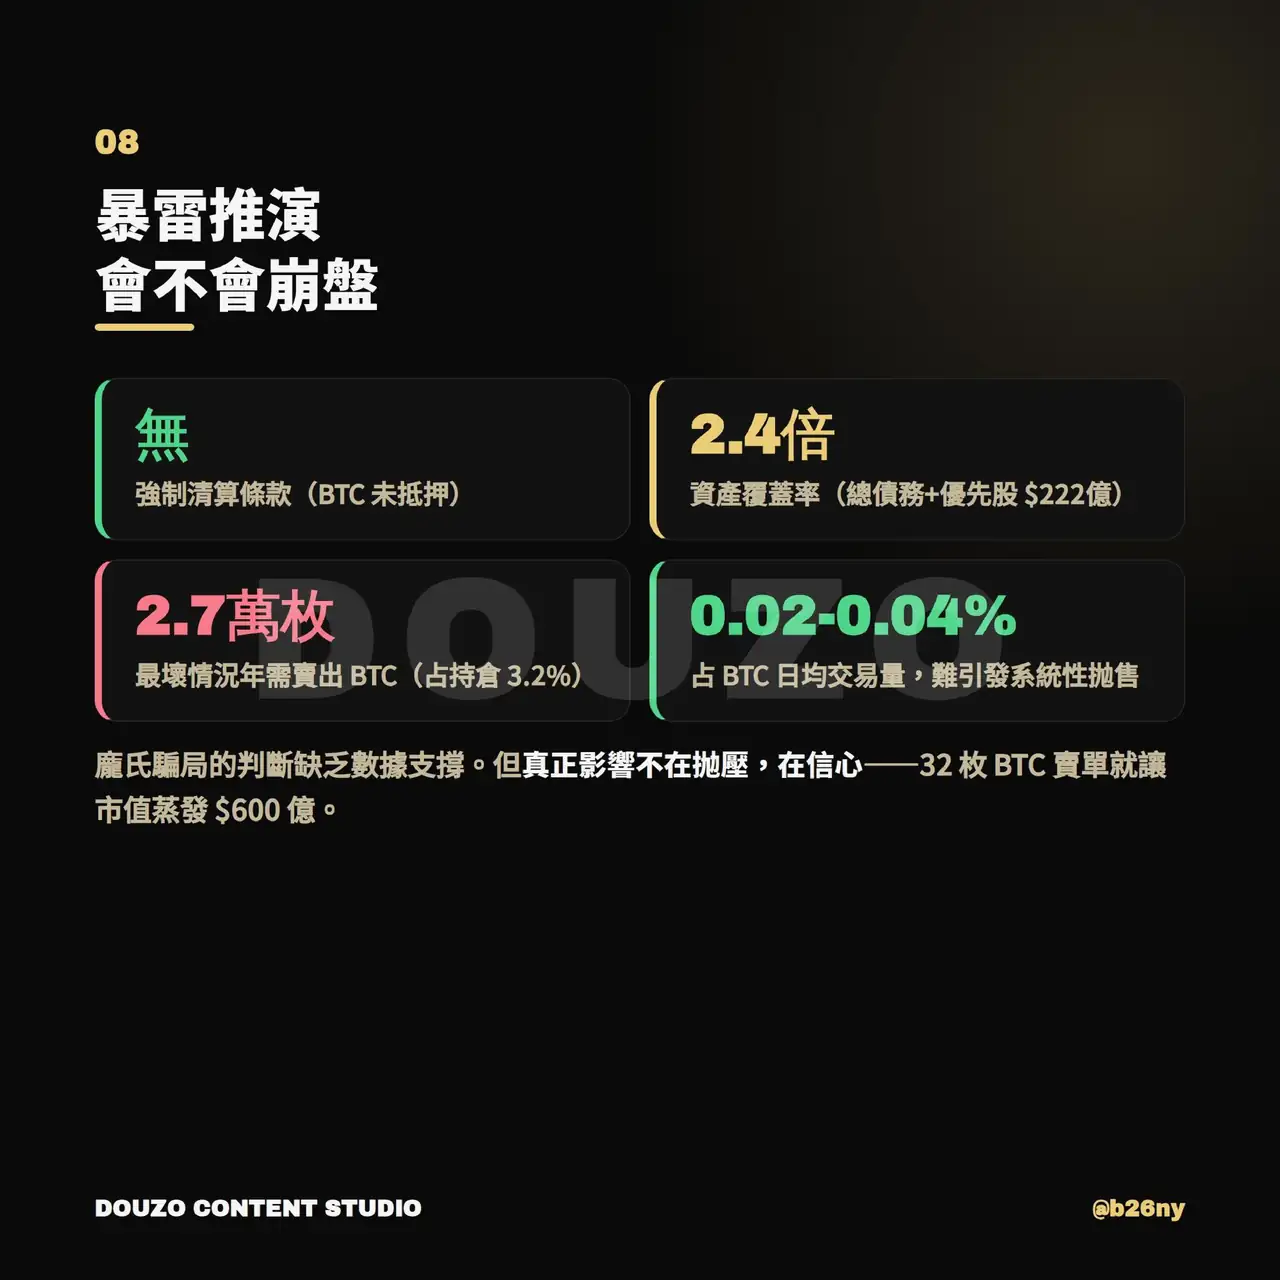 08
暴雷推演
會不會崩盤
無
強制清算條款（BTC 未抵押）
2.4倍
資產覆蓋率（總債務+優先股 $222億）
2.7萬枚
最壞情況年需賣出 BTC（占持倉 3.2%）
0.02-0.04%
占 BTC 日均交易量，難引發系統性拋售
DOUZO
龐氏騙局的判斷缺乏數據支撐。但真正影響不在拋壓，在信心——32 枚 BTC 賣單就讓
市值蒸發 $600 億。
DOUZO CONTENT STUDIO
@b26ny